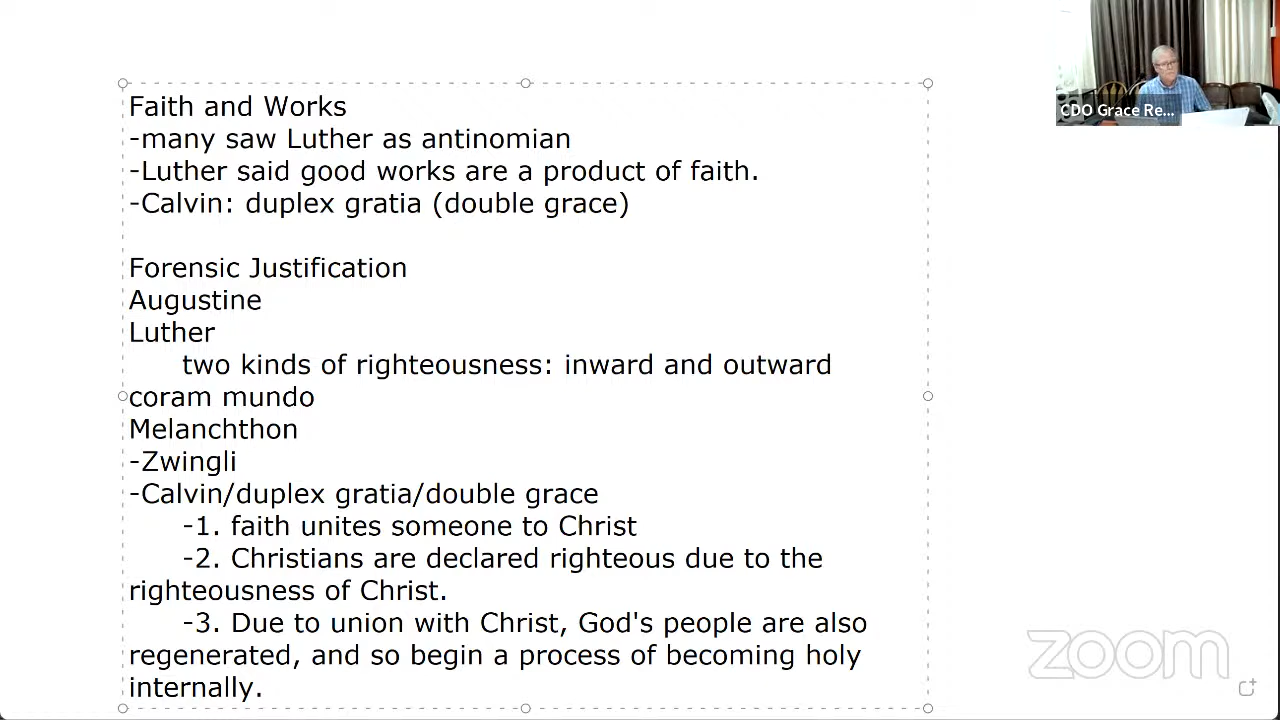 CDO Grace Re...
Faith and Works
-many saw Luther as antinomian
-Luther said good works are a product of faith.
-Calvin: duplex gratia (double grace)
Forensic Justification
Augustine
Luther
two kinds of righteousness: inward and outward
coram mundo
Melanchthon
-Zwingli
-Calvin/duplex gratia/double grace
-1. faith unites someone to Christ
-2. Christians are declared righteous due to the
righteousness of Christ.
-3. Due to union with Christ, God's people are also
regenerated, and so begin a process of becoming holy
internally.
zoom